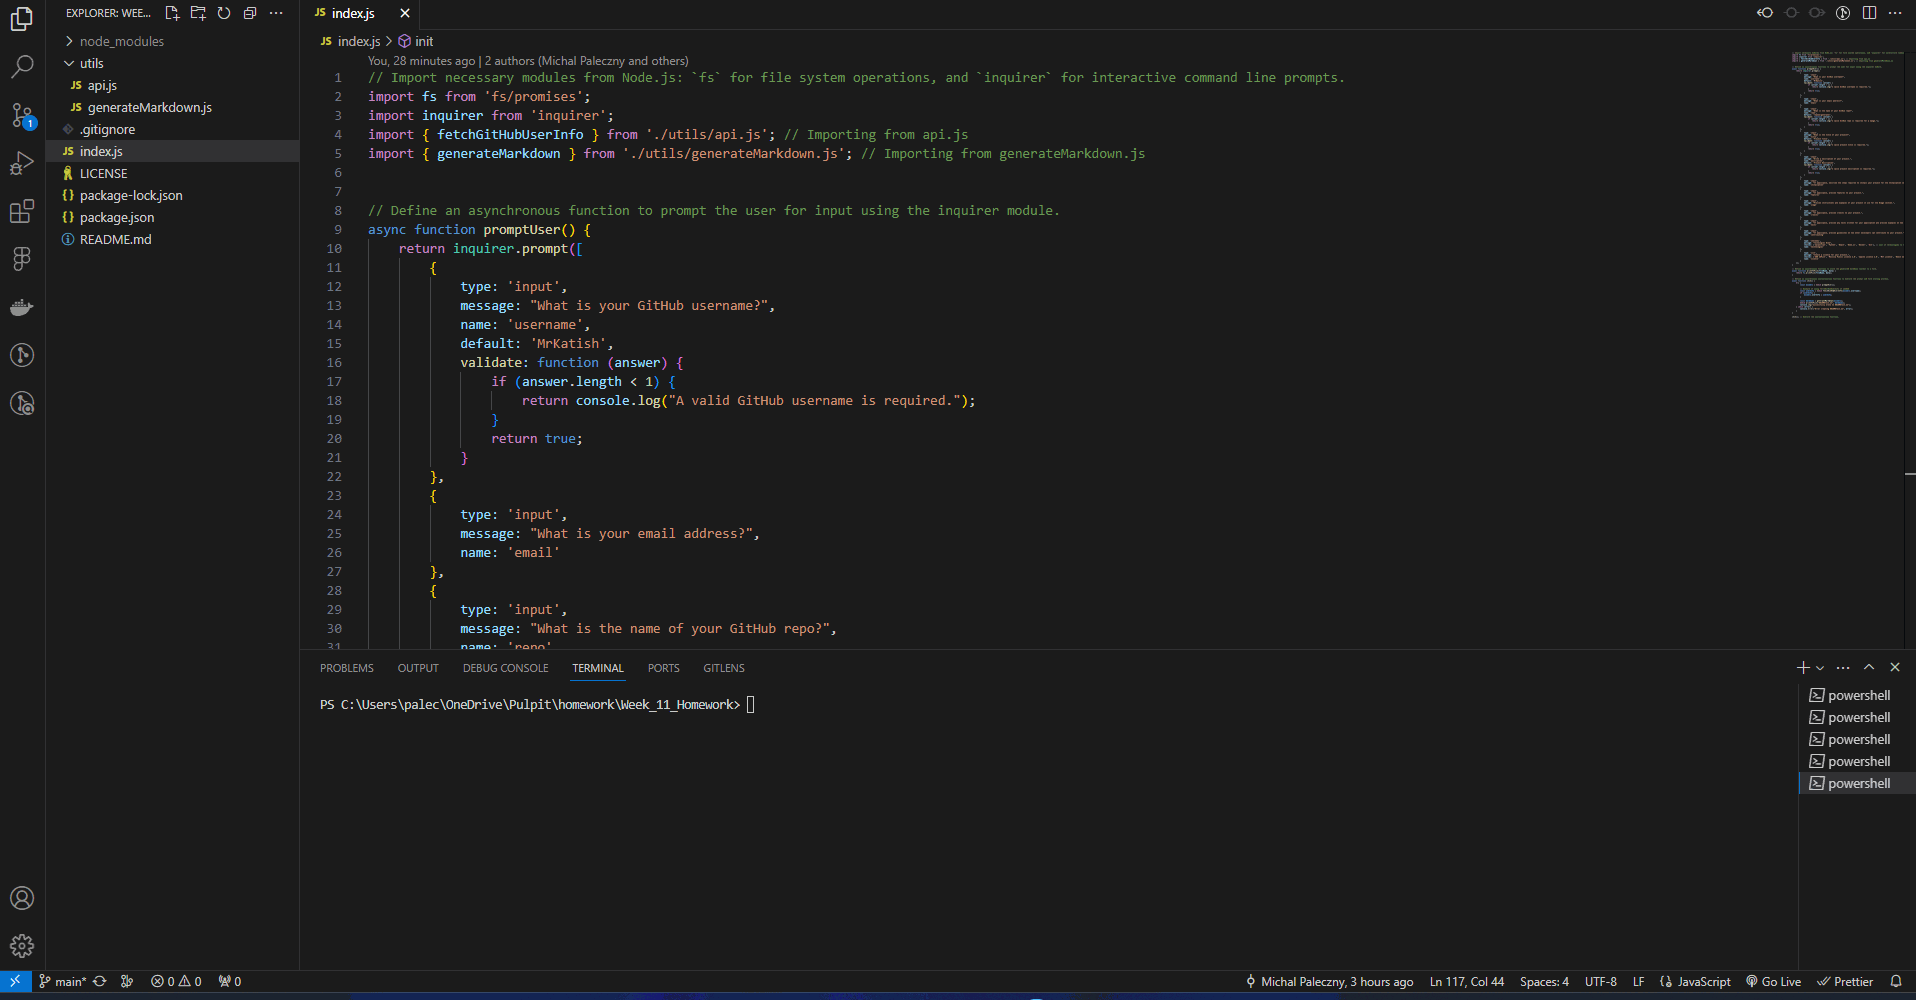 EXPLORER: WEE...
node_modules
utils
JS api.js
JS generateMarkdown.js
.gitignore
JS index.js
LICENSE
{} package-lock.json
{} package.json
README.md
1
JS index.js
JS index.js > init
You, 28 minutes ago | 2 authors (Michal Paleczny and others)
1 // Import necessary modules from Node.js: `fs` for file system operations, and `inquirer` for interactive command line prompts.
2 import fs from 'fs/promises';
3 import inquirer from 'inquirer';
4 import { fetchGitHubUserInfo } from './utils/api.js'; // Importing from api.js
5 import { generateMarkdown } from './utils/generateMarkdown.js'; // Importing from generateMarkdown.js
6
7
8 // Define an asynchronous function to prompt the user for input using the inquirer module.
9 async function promptUser() {
10 return inquirer.prompt([
11 {
12 type: 'input',
13 message: "What is your GitHub username?",
14 name: 'username',
15 default: 'MrKatish',
16 validate: function (answer) {
17 if (answer.length < 1) {
18 return console.log("A valid GitHub username is required.");
19 }
20 return true;
21 }
22 },
23 {
24 type: 'input',
25 message: "What is your email address?",
26 name: 'email'
27 },
28 {
29 type: 'input',
30 message: "What is the name of your GitHub repo?",
31 name: 'repo'
PROBLEMS OUTPUT DEBUG CONSOLE TERMINAL PORTS GITLENS
PS C:\Users\palec\OneDrive\Pulpit\homework\Week_11_Homework>
powershell
powershell
powershell
powershell
powershell
main* 0 0 0 Michal Paleczny, 3 hours ago Ln 117, Col 44 Spaces: 4 UTF-8 LF {} JavaScript Go Live Prettier